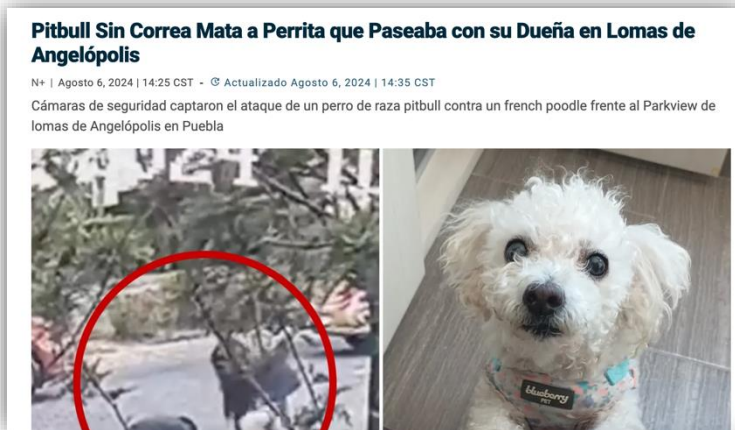 Pitbull Sin Correa Mata a Perrita que Paseaba con su Dueña en Lomas de
Angelópolis
N+ | Agosto 6, 2024 | 14:25 CST - Actualizado Agosto 6, 2024 | 14:35 CST
Cámaras de seguridad captaron el ataque de un perro de raza pitbull contra un french poodle frente al Parkview de
lomas de Angelópolis en Puebla
blueberry
PET